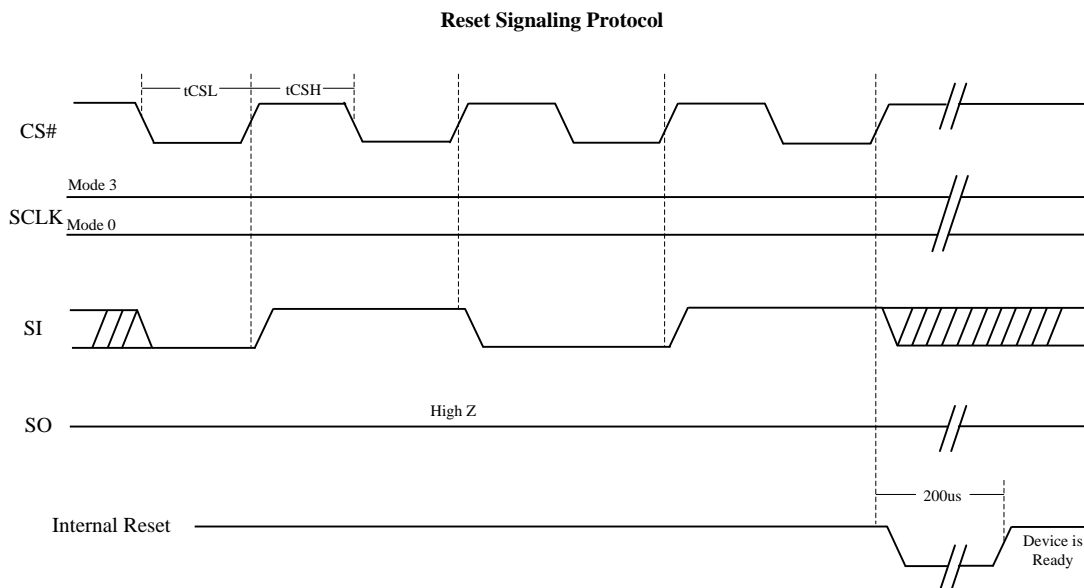 Reset Signaling Protocol
tCSL
tCSH
CS#
Mode 3
SCLK
Mode 0
SI
High Z
SO
200us
Internal Reset
Device is
Ready